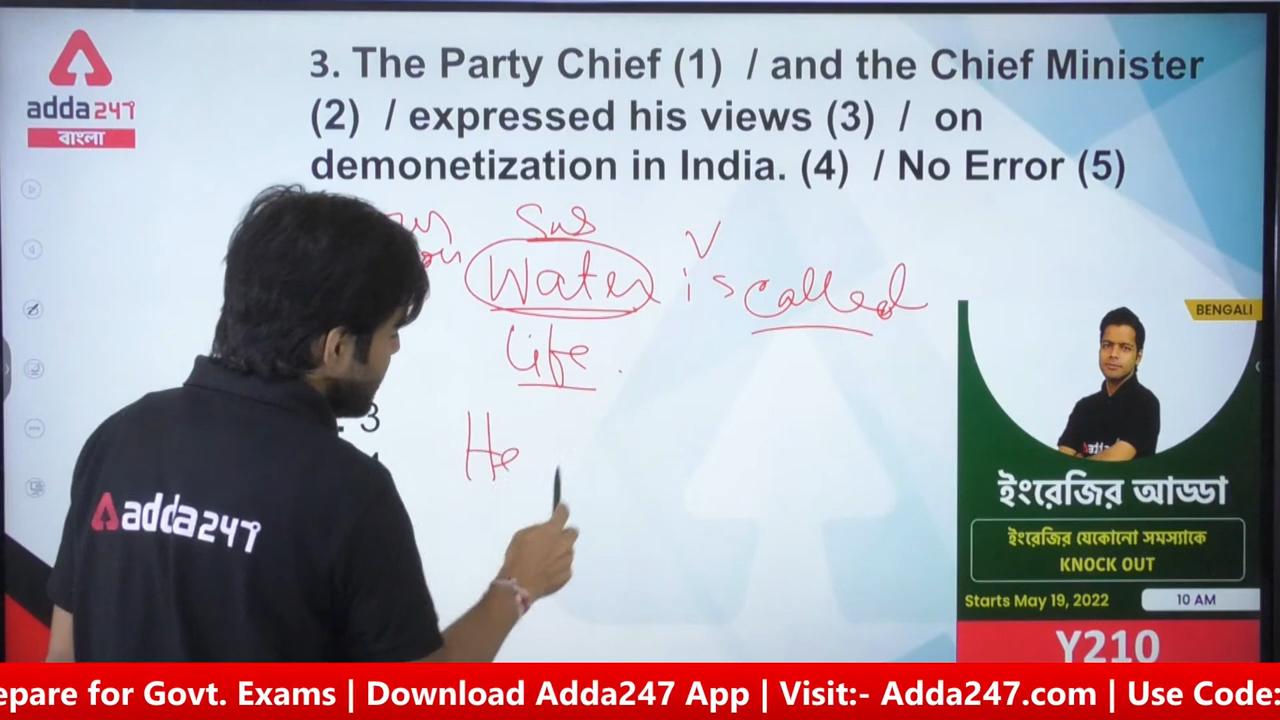 adda247
বাংলা
3. The Party Chief (1) / and the Chief Minister
(2) / expressed his views (3) / on
demonetization in India. (4) / No Error (5)
Sub V
Water is called
life.
3
He
adda247
BENGALI
ইংরেজির আড্ডা
ইংরেজির যেকোনো সমস্যাকে
KNOCK OUT
Starts May 19, 2022 10 AM
Y210
epare for Govt. Exams | Download Adda247 App | Visit:- Adda247.com | Use Code: